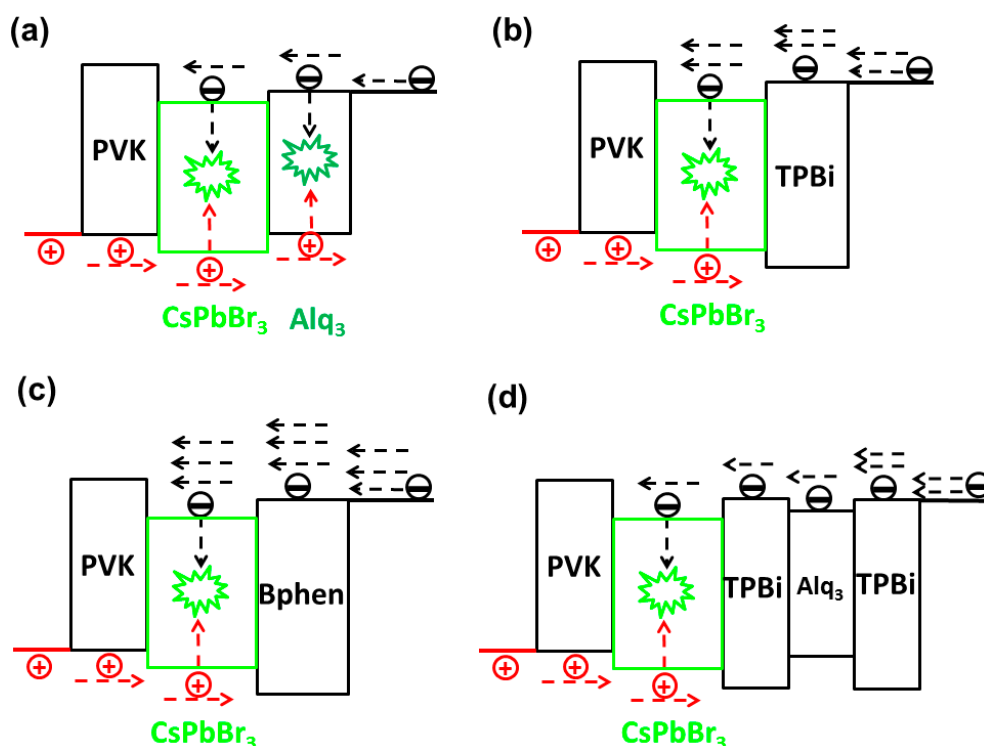 (a)
PVK
CsPbBr₃
Alq₃
(b)
PVK
TPBi
CsPbBr₃
(c)
PVK
Bphen
CsPbBr₃
(d)
PVK
TPBi
Alq₃
TPBi
CsPbBr₃